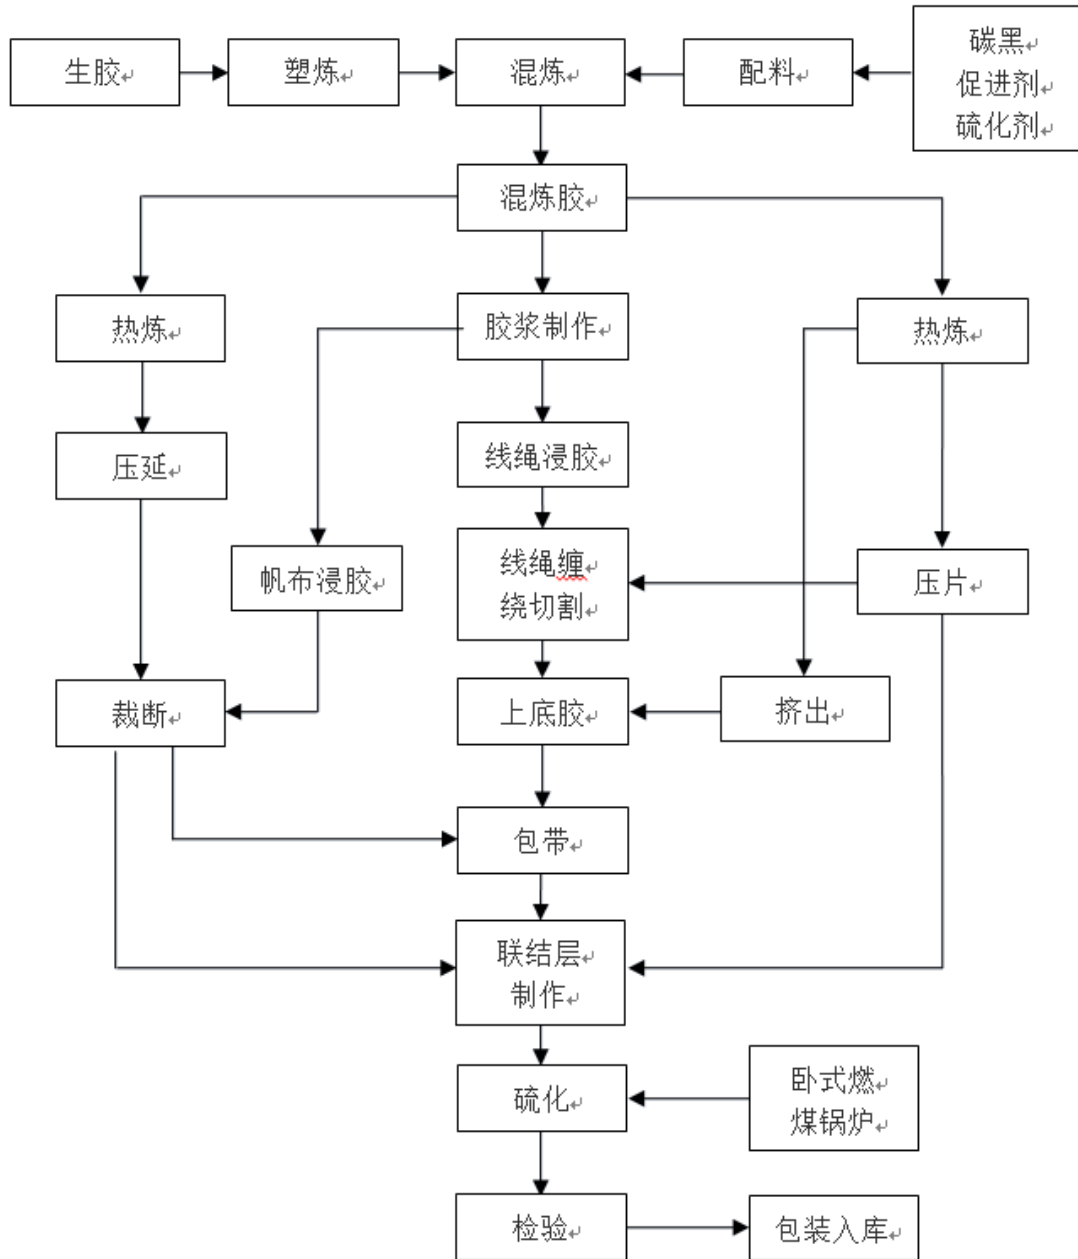 生胶
塑炼
混炼
配料
碳黑
促进剂
硫化剂
混炼胶
热炼
胶浆制作
热炼
压延
线绳浸胶
帆布浸胶
线绳缠
绕切割
压片
裁断
上底胶
挤出
包带
联结层
制作
硫化
卧式燃
煤锅炉
检验
包装入库